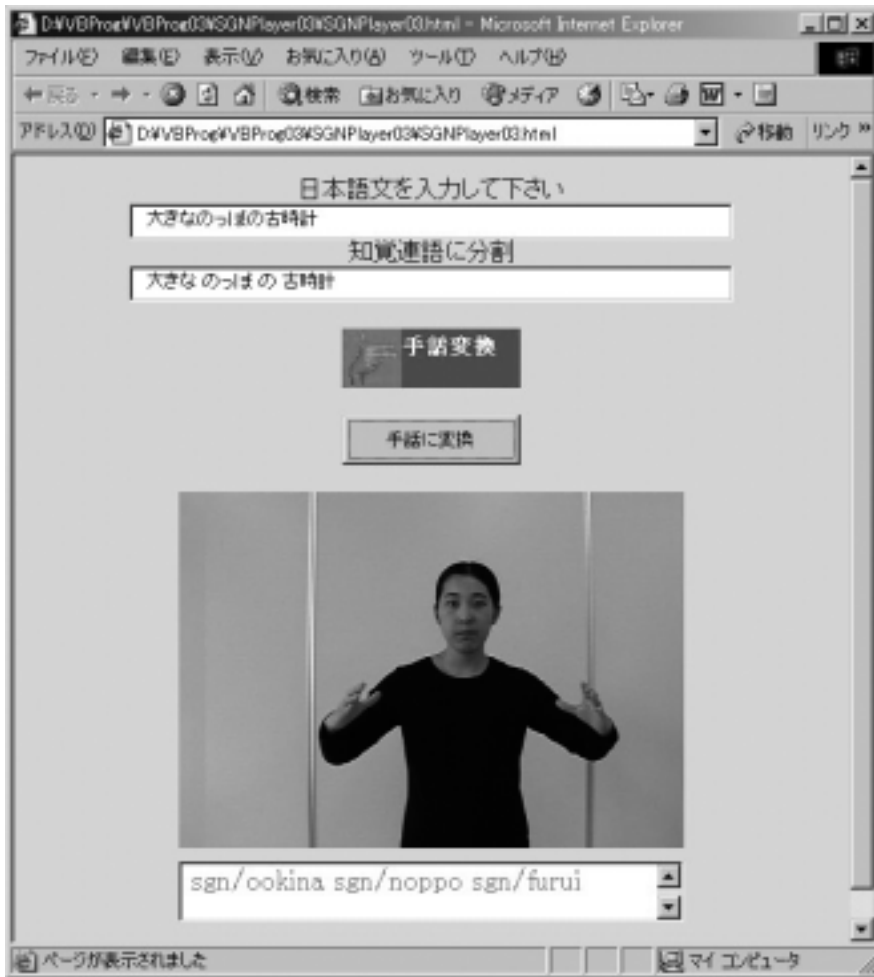 D:¥VBProg¥VBProg03¥SGNPlayer03¥SGNPlayer03.html - Microsoft Internet Explorer
ファイル(E) 編集(E) 表示(V) お気に入り(A) ツール(T) ヘルプ(H)
戻る 検索 お気に入り メディア
アドレス(D) D:¥VBProg¥VBProg03¥SGNPlayer03¥SGNPlayer03.html 移動 リンク »
日本語文を入力して下さい
大きなのっぽの古時計
知覚連語に分割
大きな のっぽ の 古時計
手話変換
手話に変換
sgn/ookina sgn/noppo sgn/furui
ページが表示されました マイ コンピュータ